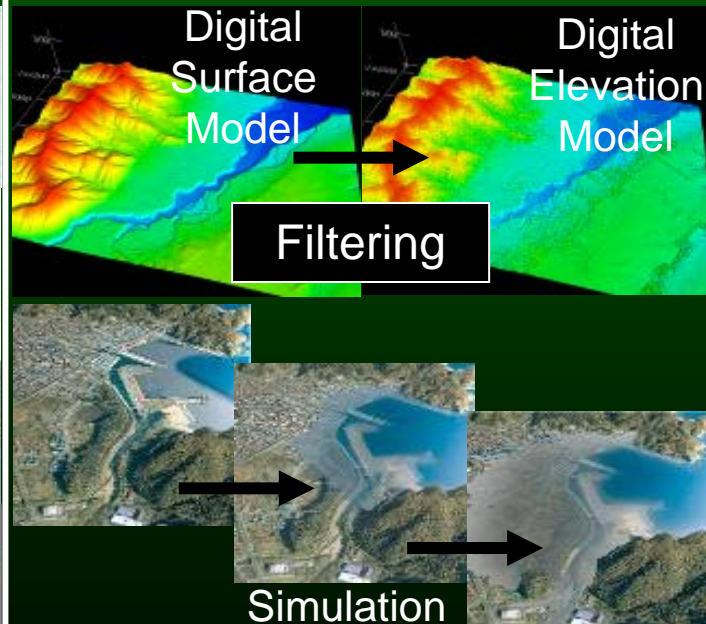 Digital
Surface
Model
Digital
Elevation
Model
Filtering
Simulation